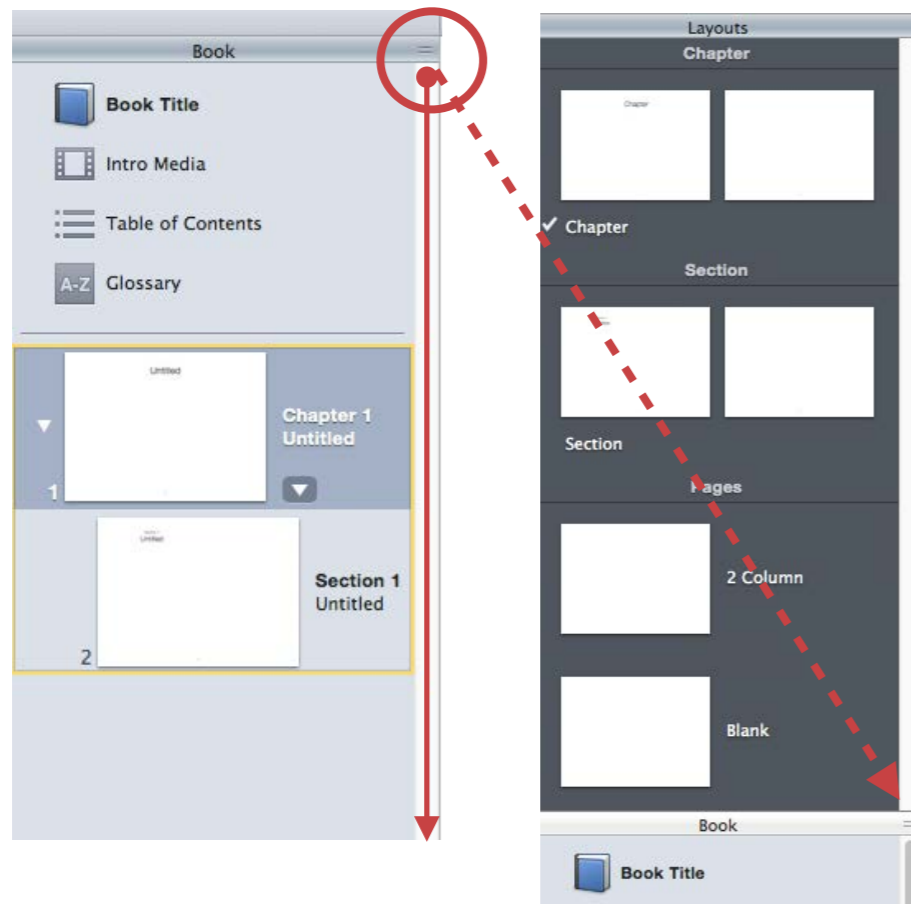 Book
Book Title
Intro Media
Table of Contents
A-Z Glossary
Untitled
Chapter 1
Untitled
1
Untitled
Section 1
Untitled
2
Layouts
Chapter
Chapter
Chapter
Section
Section
Pages
2 Column
Blank
Book
Book Title